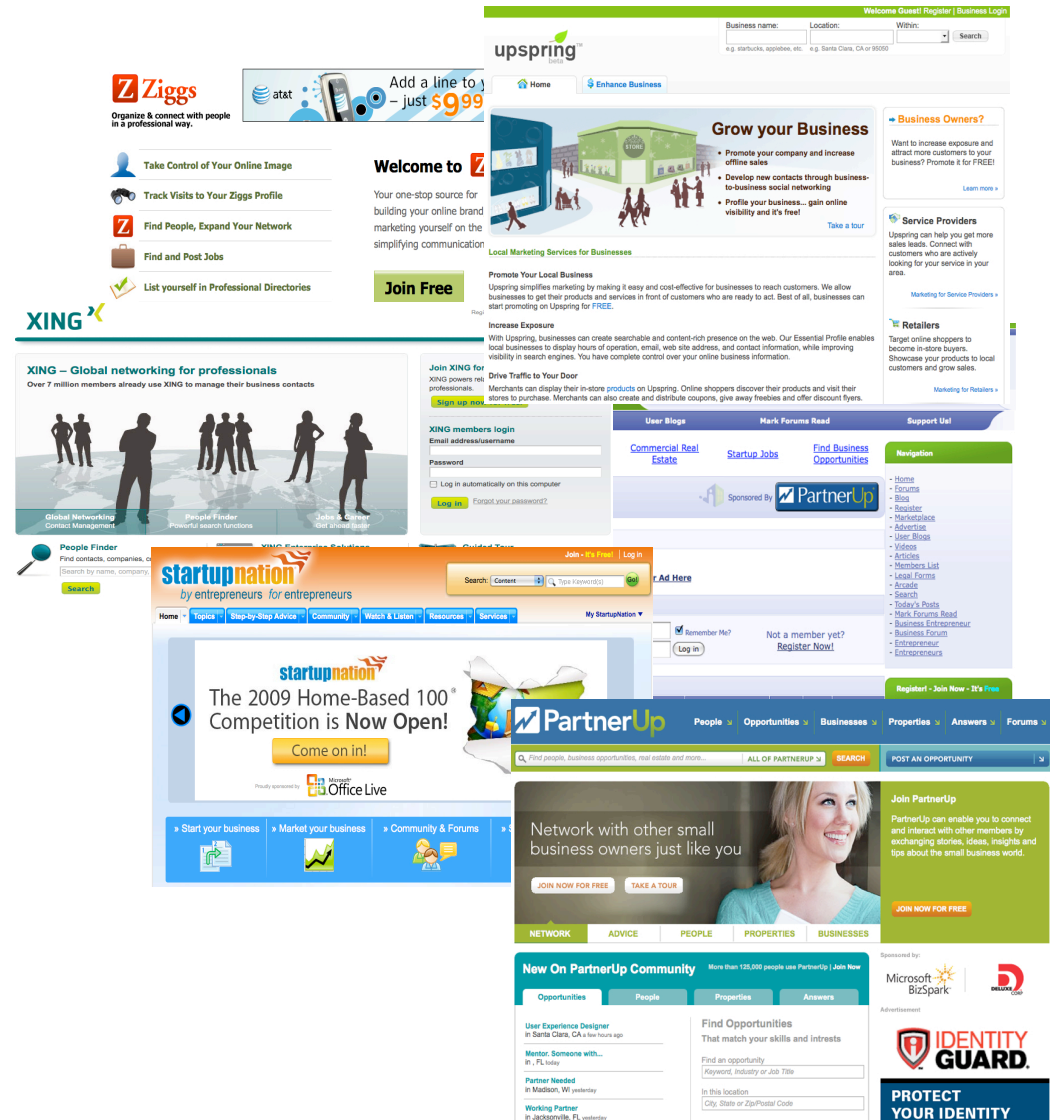 Welcome Guest! Register | Business Login
upspring™
beta
Business name:
Location:
Within:
Search
e.g. starbucks, applebee, etc.
e.g. Santa Clara, CA or 95050
Home
Enhance Business
Grow your Business
• Promote your company and increase
offline sales
• Develop new contacts through business-
to-business social networking
• Profile your business... gain online
visibility and it's free!
Take a tour
STORE
Business Owners?
Want to increase exposure and
attract more customers to your
business? Promote it for FREE!
Learn more »
Service Providers
Upspring can help you get more
sales leads. Connect with
customers who are actively
looking for your service in your
area.
Marketing for Service Providers »
Retailers
Target online shoppers to
become in-store buyers.
Showcase your products to local
customers and grow sales.
Marketing for Retailers »
Local Marketing Services for Businesses
Promote Your Local Business
Upspring simplifies marketing by making it easy and cost-effective for businesses to reach customers. We allow
businesses to get their products and services in front of customers who are ready to act. Best of all, businesses can
start promoting on Upspring for FREE.
Increase Exposure
With Upspring, businesses can create searchable and content-rich presence on the web. Our Essential Profile enables
local businesses to display hours of operation, email, web site address, and contact information, while improving
visibility in search engines. You have complete control over your online business information.
Drive Traffic to Your Door
Merchants can display their in-store products on Upspring. Online shoppers discover their products and visit their
stores to purchase. Merchants can also create and distribute coupons, give away freebies and offer discount flyers.
Z Ziggs
Organize & connect with people
in a professional way.
at&t
Add a line to y
– just $9.99
Take Control of Your Online Image
Track Visits to Your Ziggs Profile
Find People, Expand Your Network
Find and Post Jobs
List yourself in Professional Directories
Welcome to Z
Your one-stop source for
building your online brand
marketing yourself on the
simplifying communication
Join Free
Regi
XING
XING – Global networking for professionals
Over 7 million members already use XING to manage their business contacts
Global Networking
Contact Management
People Finder
Powerful search functions
Jobs & Career
Get ahead faster
Join XING for
XING powers rel
professionals.
Sign up now
XING members login
Email address/username
Password
Log in automatically on this computer
Log in
Forgot your password?
People Finder
Find contacts, companies, c
Search by name, company,
Search
XING Enterprise Solutions
Guided Tour
User Blogs
Mark Forums Read
Support Us!
Commercial Real
Estate
Startup Jobs
Find Business
Opportunities
Sponsored By PartnerUp
r Ad Here
Remember Me?
Log in
Not a member yet?
Register Now!
Navigation
- Home
- Forums
- Blog
- Register
- Marketplace
- Advertise
- User Blogs
- Videos
- Articles
- Members List
- Legal Forms
- Arcade
- Search
- Today's Posts
- Mark Forums Read
- Business Entrepreneur
- Business Forum
- Entrepreneur
- Entrepreneurs
Register! - Join Now - It's Free
startupnation
by entrepreneurs for entrepreneurs
Join - It's Free! | Log in
Search: Content
Type Keyword(s)
Go!
Home
Topics
Step-by-Step Advice
Community
Watch & Listen
Resources
Services
My StartupNation ▼
startupnation
The 2009 Home-Based 100®
Competition is Now Open!
Come on in!
Proudly sponsored by
Microsoft®
Office Live
» Start your business
» Market your business
» Community & Forums
PartnerUp
People
Opportunities
Businesses
Properties
Answers
Forums
Find people, business opportunities, real estate and more...
ALL OF PARTNERUP
SEARCH
POST AN OPPORTUNITY
Network with other small
business owners just like you
JOIN NOW FOR FREE
TAKE A TOUR
Join PartnerUp
PartnerUp can enable you to connect
and interact with other members by
exchanging stories, ideas, insights and
tips about the small business world.
JOIN NOW FOR FREE
NETWORK
ADVICE
PEOPLE
PROPERTIES
BUSINESSES
New On PartnerUp Community
More than 125,000 people use PartnerUp | Join Now
Opportunities
People
Properties
Answers
User Experience Designer
in Santa Clara, CA a few hours ago
Mentor. Someone with...
in , FL today
Partner Needed
in Madison, WI yesterday
Working Partner
in Jacksonville, FL yesterday
Find Opportunities
That match your skills and intrests
Find an opportunity
Keyword, Industry or Job Title
In this location
City, State or Zip/Postal Code
Sponsored by:
Microsoft
BizSpark
DELUXE
CORP
Advertisement
IDENTITY
GUARD.
PROTECT
YOUR IDENTITY